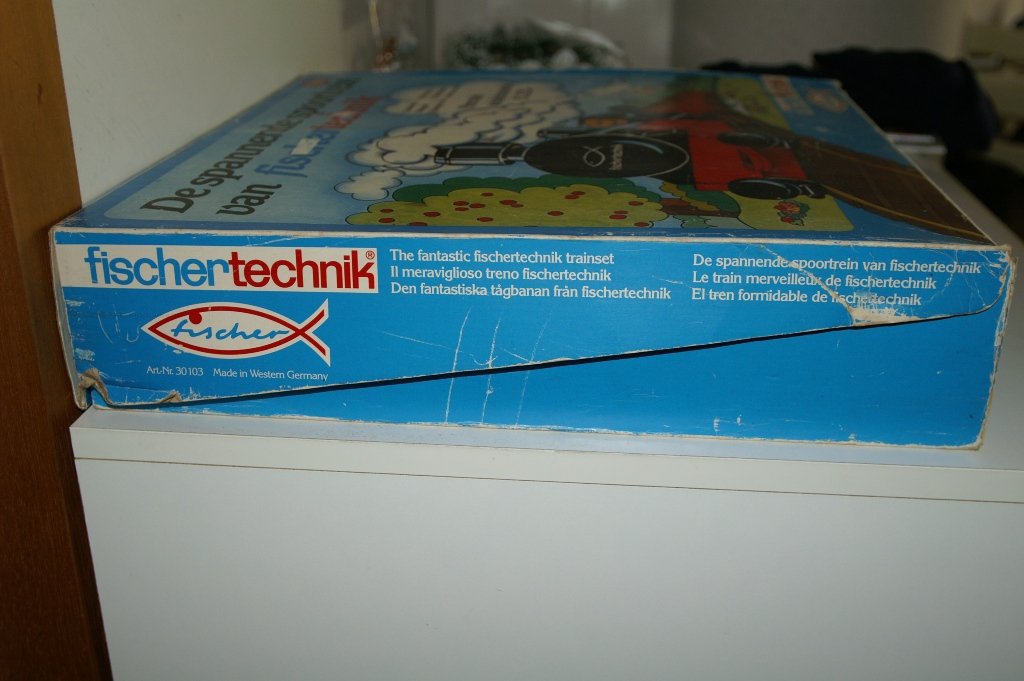 De spannende spoortrein
van fischertechnik
fischertechnik®
fischer
Art.-Nr. 30103 Made in Western Germany
The fantastic fischertechnik trainset
Il meraviglioso treno fischertechnik
Den fantastiska tågbanan från fischertechnik
De spannende spoortrein van fischertechnik
Le train merveilleux de fischertechnik
El tren formidable de fischertechnik